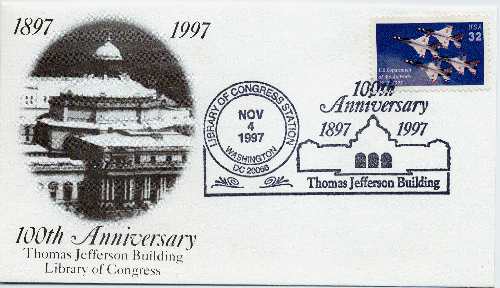 1897 1997
100th Anniversary
Thomas Jefferson Building
Library of Congress
LIBRARY OF CONGRESS STATION
NOV
4
1997
WASHINGTON
DC 20066
USA
32
100th
Anniversary
1897 1997
Thomas Jefferson Building